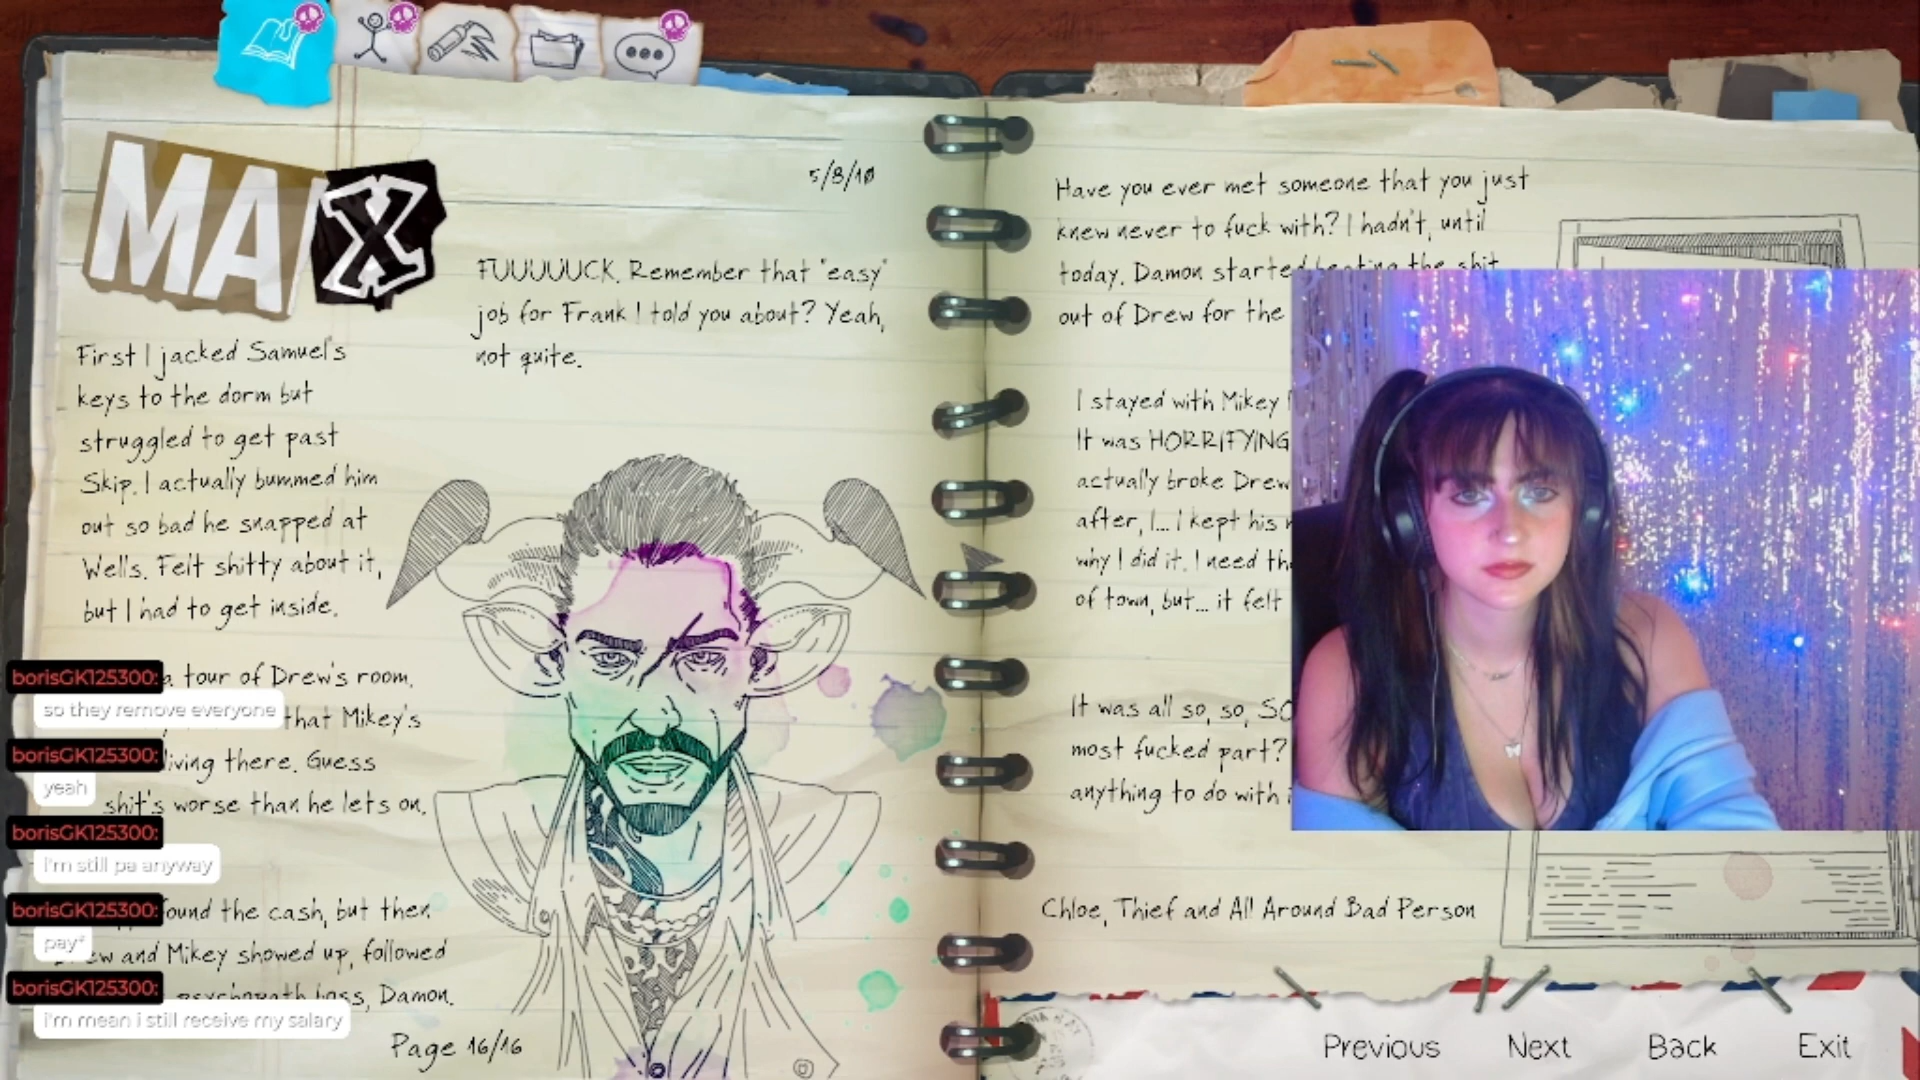 MAX
5/8/10
FUUUUUCK. Remember that "easy"
job for Frank I told you about? Yeah,
not quite.
First I jacked Samuel's
keys to the dorm but
struggled to get past
Skip. I actually bummed him
out so bad he snapped at
Wells. Felt shitty about it,
but I had to get inside.
a tour of Drew's room.
that Mikey's
living there. Guess
shit's worse than he lets on.
found the cash, but then
and Mikey showed up, followed
psychopath boss, Damon.
Page 16/16
borisGK125300:
so they remove everyone
borisGK125300:
yeah
borisGK125300:
i'm still pa anyway
borisGK125300:
pay*
borisGK125300:
i'm mean i still receive my salary
Have you ever met someone that you just
knew never to fuck with? I hadn't, until
today. Damon started beating the shit
out of Drew for the
I stayed with Mikey
It was HORRIFYING
actually broke Drew
after, I... I kept his
why I did it. I need
of town, but... it felt
It was all so, so, SO
most fucked part?
anything to do with
Chloe, Thief and All Around Bad Person
Previous
Next
Back
Exit